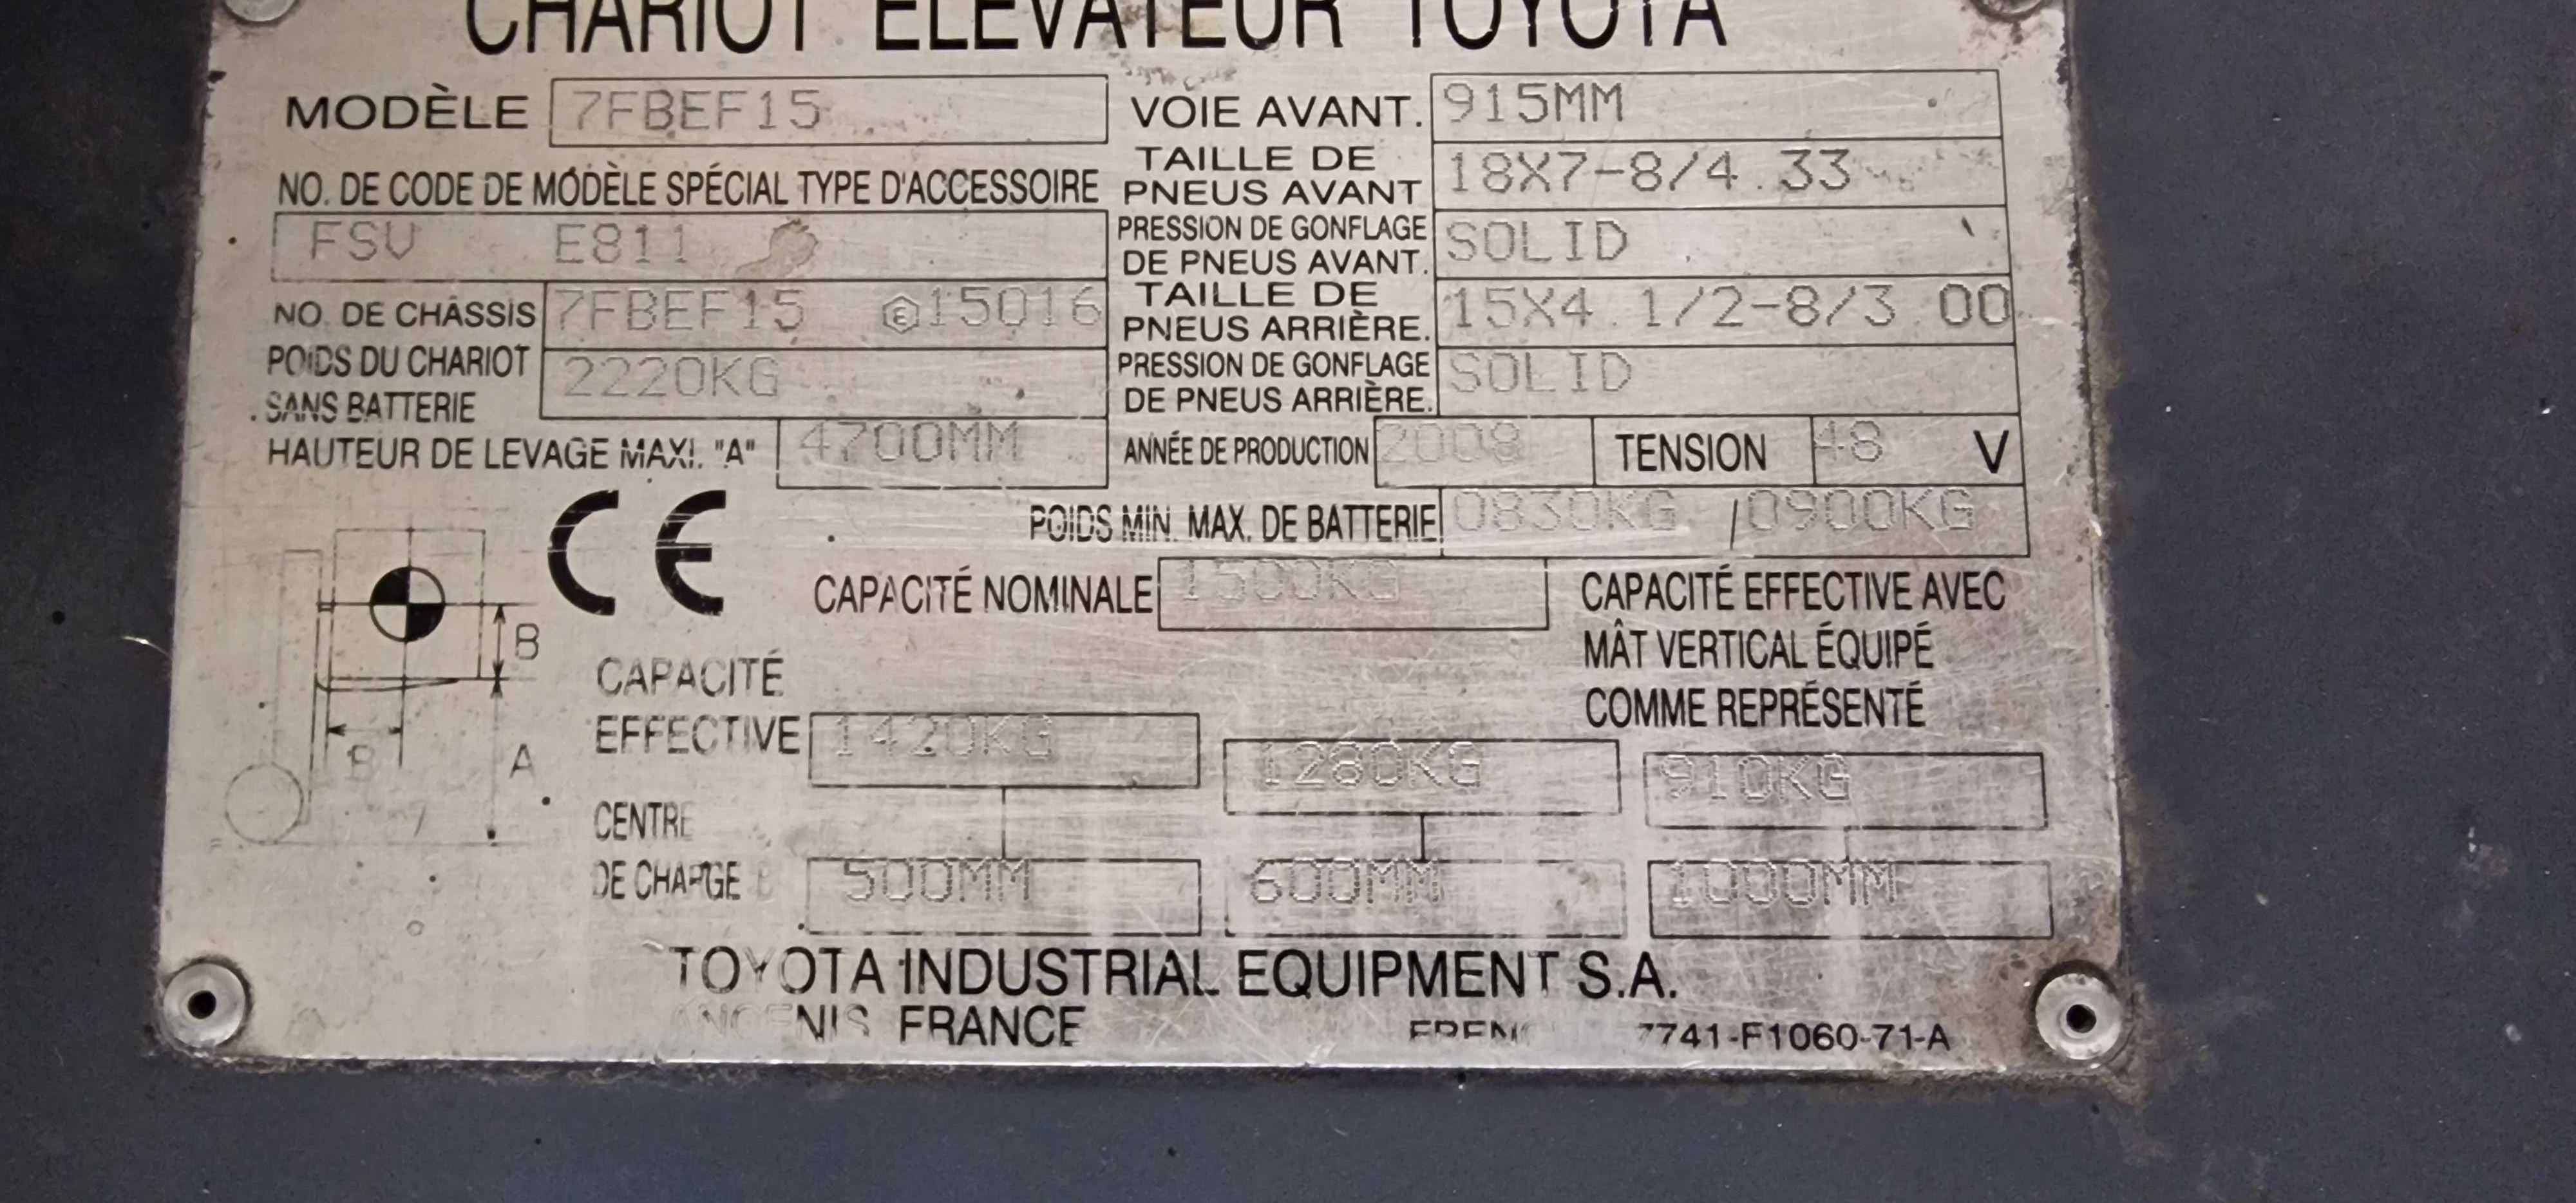 CHARIOT ÉLÉVATEUR TOYOTA
MODÈLE 7FBEF15
VOIE AVANT. 915MM
NO. DE CODE DE MODÈLE SPÉCIAL TYPE D'ACCESSOIRE
FSV E811
TAILLE DE
PNEUS AVANT 18X7-8/4.33
PRESSION DE GONFLAGE
DE PNEUS AVANT. SOLID
NO. DE CHÂSSIS 7FBEF15 E15016
TAILLE DE
PNEUS ARRIÈRE. 15X4.1/2-8/3.00
POIDS DU CHARIOT
SANS BATTERIE 2220KG
PRESSION DE GONFLAGE
DE PNEUS ARRIÈRE. SOLID
HAUTEUR DE LEVAGE MAXI. "A" 4700MM
ANNÉE DE PRODUCTION 2008 TENSION 48 V
POIDS MIN. MAX. DE BATTERIE 0830KG /0900KG
CE
B
B
A
CAPACITÉ NOMINALE 1500KG
CAPACITÉ EFFECTIVE AVEC
MÂT VERTICAL ÉQUIPÉ
COMME REPRÉSENTÉ
CAPACITÉ
EFFECTIVE 1420KG 1280KG 910KG
CENTRE
DE CHARGE B 500MM 600MM 1000MM
TOYOTA INDUSTRIAL EQUIPMENT S.A.
ANCENIS FRANCE
7741-F1060-71-A